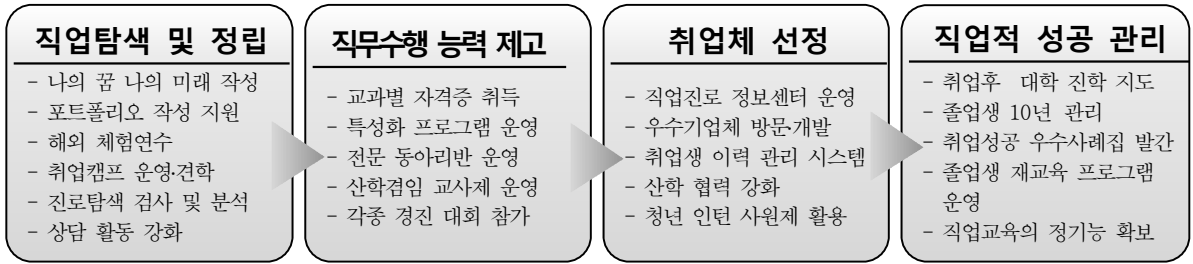 직업탐색 및 정립
- 나의 꿈 나의 미래 작성
- 포트폴리오 작성 지원
- 해외 체험연수
- 취업캠프 운영·견학
- 진로탐색 검사 및 분석
- 상담 활동 강화
직무수행 능력 제고
- 교과별 자격증 취득
- 특성화 프로그램 운영
- 전문 동아리반 운영
- 산학겸임 교사제 운영
- 각종 경진 대회 참가
취업체 선정
- 직업진로 정보센터 운영
- 우수기업체 방문·개발
- 취업생 이력 관리 시스템
- 산학 협력 강화
- 청년 인턴 사원제 활용
직업적 성공 관리
- 취업후 대학 진학 지도
- 졸업생 10년 관리
- 취업성공 우수사례집 발간
- 졸업생 재교육 프로그램
운영
- 직업교육의 정기능 확보